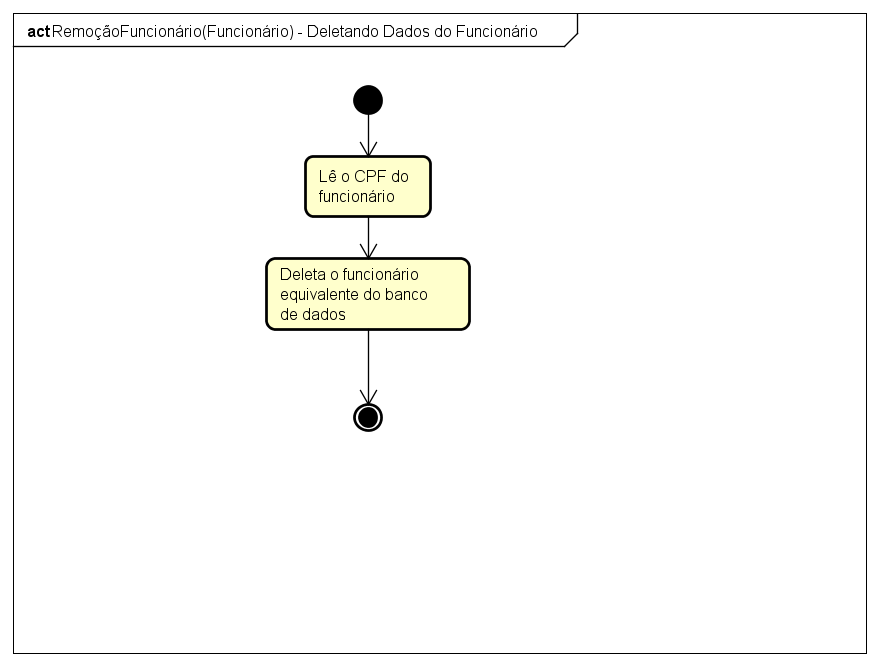 act RemoçãoFuncionário(Funcionário) - Deletando Dados do Funcionário
Lê o CPF do
funcionário
Deleta o funcionário
equivalente do banco
de dados